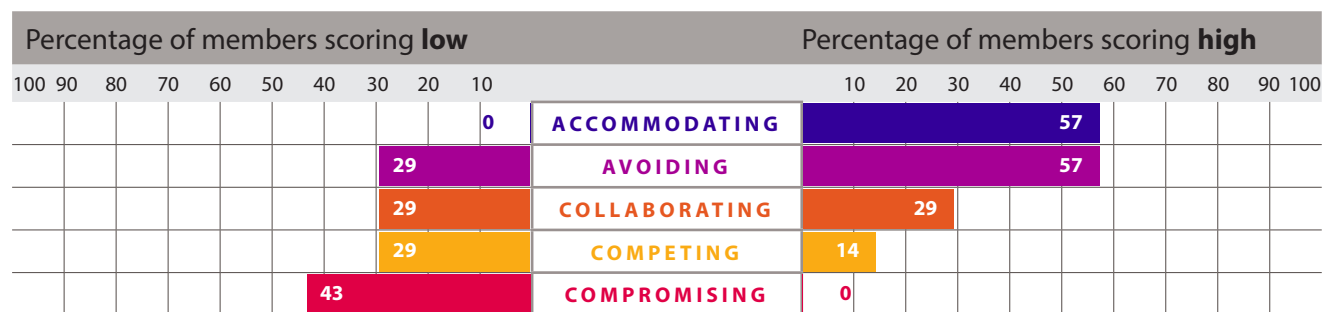 Percentage of members scoring low Percentage of members scoring high
100 90 80 70 60 50 40 30 20 10 10 20 30 40 50 60 70 80 90 100
0 ACCOMMODATING 57
29 AVOIDING 57
29 COLLABORATING 29
29 COMPETING 14
43 COMPROMISING 0